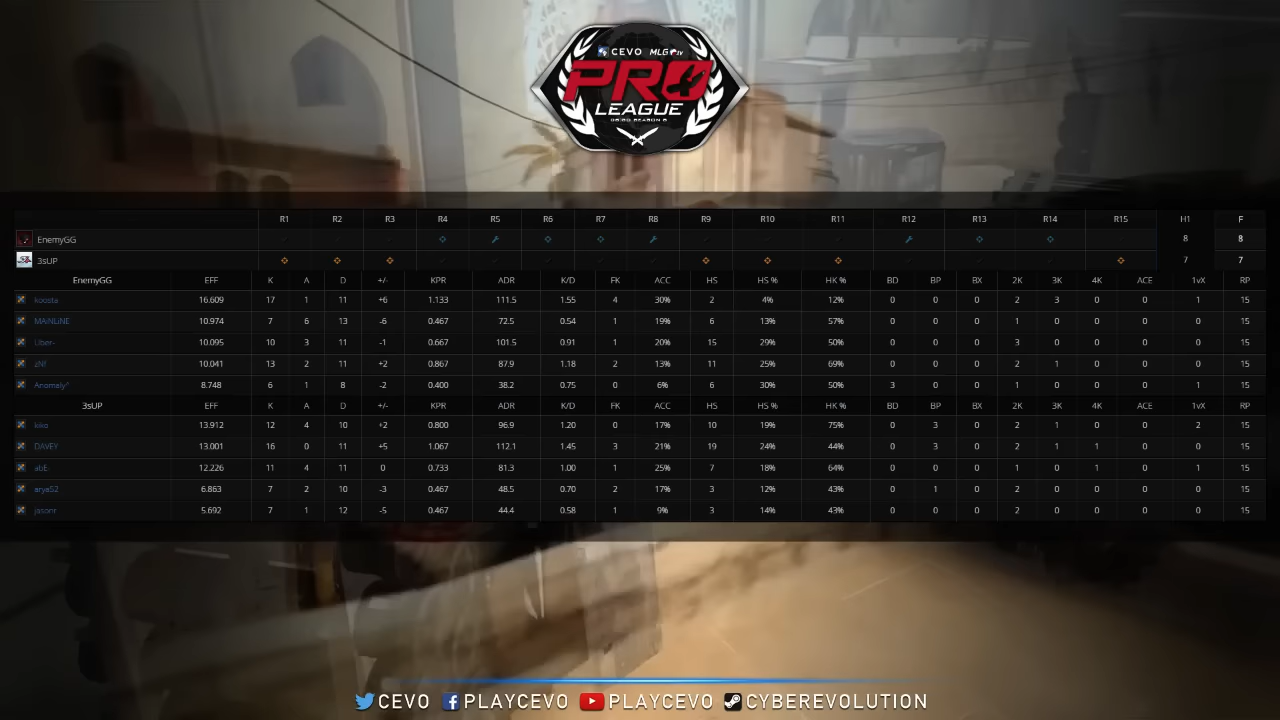 CEVO MLG.tv
PRO
LEAGUE
R1 R2 R3 R4 R5 R6 R7 R8 R9 R10 R11 R12 R13 R14 R15 H1 F
EnemyGG 8 8
3sUP 7 7
EnemyGG EFF K A D +/- KPR ADR K/D FK ACC HS HS % HK % BD BP BX 2K 3K 4K ACE 1vX RP
koosta 16.609 17 1 11 +6 1.133 111.5 1.55 4 30% 2 4% 12% 0 0 0 2 3 0 0 1 15
MAiNLiNE 10.974 7 6 13 -6 0.467 72.5 0.54 1 19% 6 13% 57% 0 0 0 1 0 0 0 0 15
Uber- 10.095 10 3 11 -1 0.667 101.5 0.91 1 20% 15 29% 50% 0 0 0 3 0 0 0 0 15
zNf 10.041 13 2 11 +2 0.867 87.9 1.18 2 13% 11 25% 69% 0 0 0 2 1 0 0 0 15
Anomaly^ 8.748 6 1 8 -2 0.400 38.2 0.75 0 6% 6 30% 50% 3 0 0 1 0 0 0 1 15
3sUP EFF K A D +/- KPR ADR K/D FK ACC HS HS % HK % BD BP BX 2K 3K 4K ACE 1vX RP
kiko 13.912 12 4 10 +2 0.800 96.9 1.20 0 17% 10 19% 75% 0 3 0 2 1 0 0 2 15
DAVEY 13.001 16 0 11 +5 1.067 112.1 1.45 3 21% 19 24% 44% 0 3 0 2 1 1 0 0 15
abE- 12.226 11 4 11 0 0.733 81.3 1.00 1 25% 7 18% 64% 0 0 0 1 0 1 0 1 15
arya52 6.863 7 2 10 -3 0.467 48.5 0.70 2 17% 3 12% 43% 0 1 0 2 0 0 0 0 15
jasonr 5.692 7 1 12 -5 0.467 44.4 0.58 1 9% 3 14% 43% 0 0 0 2 0 0 0 0 15
CEVO PLAYCEVO PLAYCEVO CYBEREVOLUTION